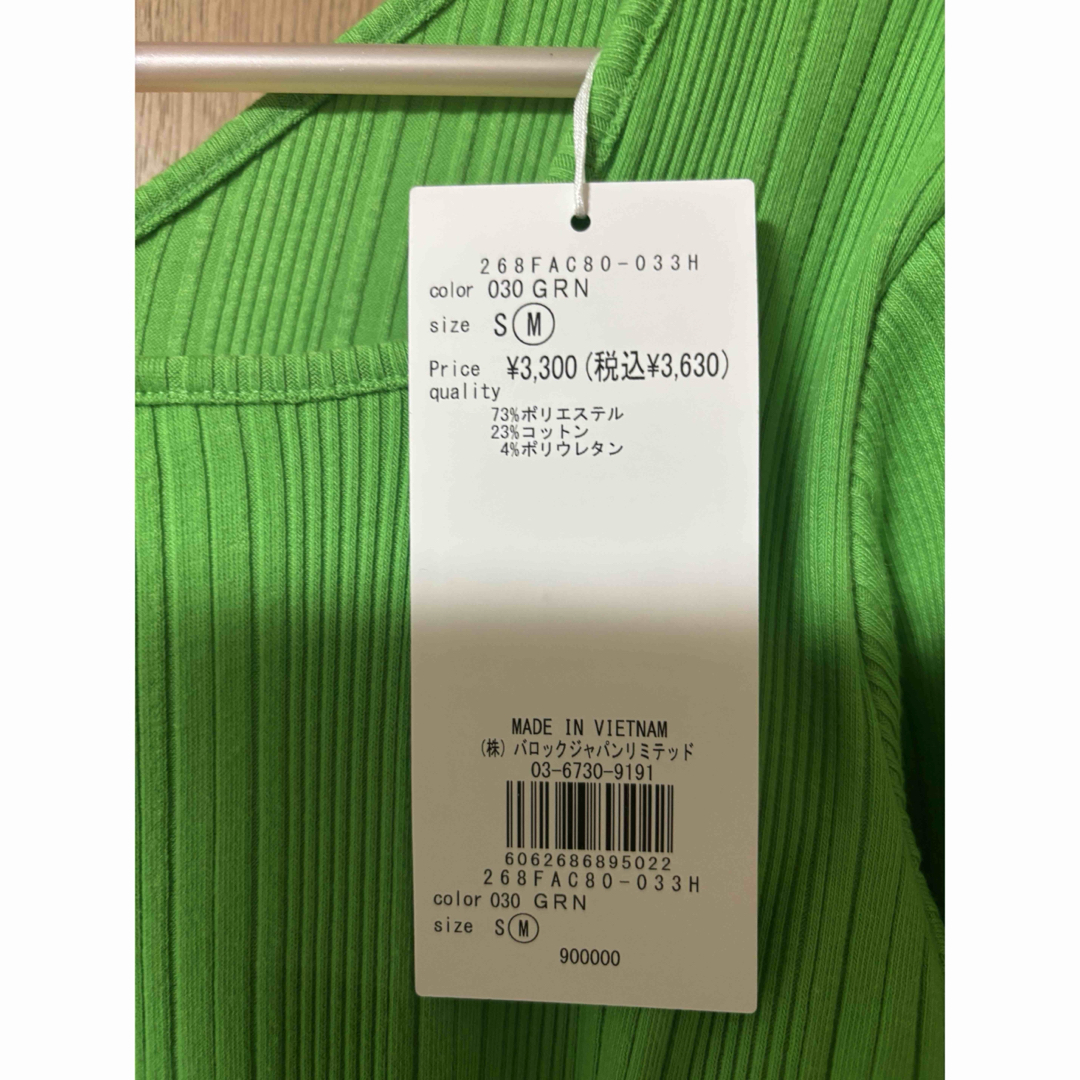 268FAC80-033H
color 030 GRN
size S M
Price ¥3,300 (税込¥3,630)
quality
73%ポリエステル
23%コットン
4%ポリウレタン
MADE IN VIETNAM
(株) バロックジャパンリミテッド
03-6730-9191
6062686895022
268FAC80-033H
color 030 GRN
size S M
900000